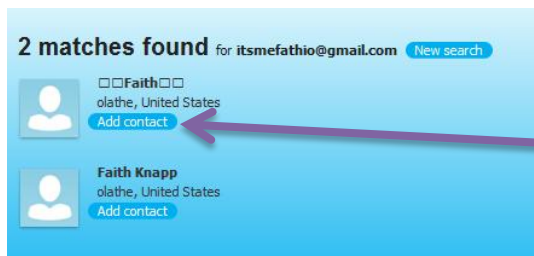 2 matches found for itsmefathio@gmail.com New search
□□Faith□□
olathe, United States
Add contact
Faith Knapp
olathe, United States
Add contact